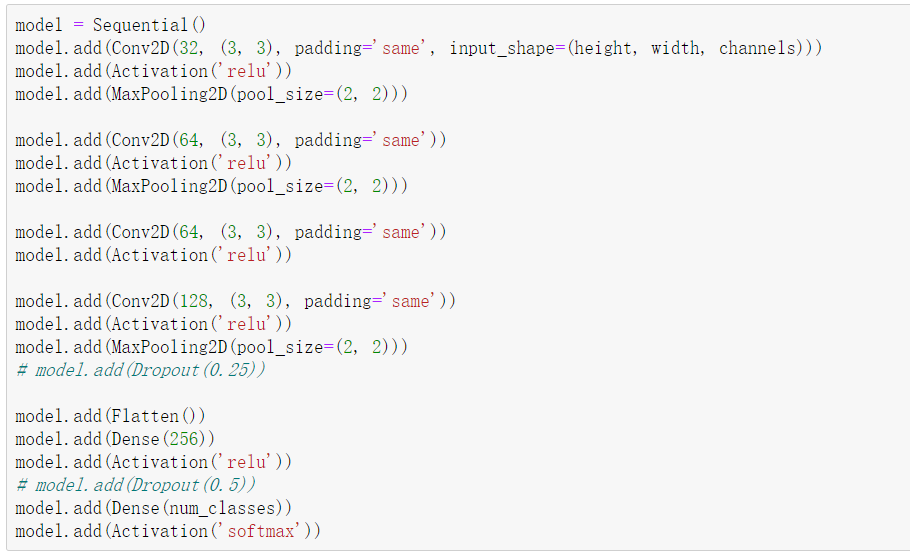 model = Sequential()
model.add(Conv2D(32, (3, 3), padding='same', input_shape=(height, width, channels)))
model.add(Activation('relu'))
model.add(MaxPooling2D(pool_size=(2, 2)))

model.add(Conv2D(64, (3, 3), padding='same'))
model.add(Activation('relu'))
model.add(MaxPooling2D(pool_size=(2, 2)))

model.add(Conv2D(64, (3, 3), padding='same'))
model.add(Activation('relu'))

model.add(Conv2D(128, (3, 3), padding='same'))
model.add(Activation('relu'))
model.add(MaxPooling2D(pool_size=(2, 2)))
# model.add(Dropout(0.25))

model.add(Flatten())
model.add(Dense(256))
model.add(Activation('relu'))
# model.add(Dropout(0.5))
model.add(Dense(num_classes))
model.add(Activation('softmax'))